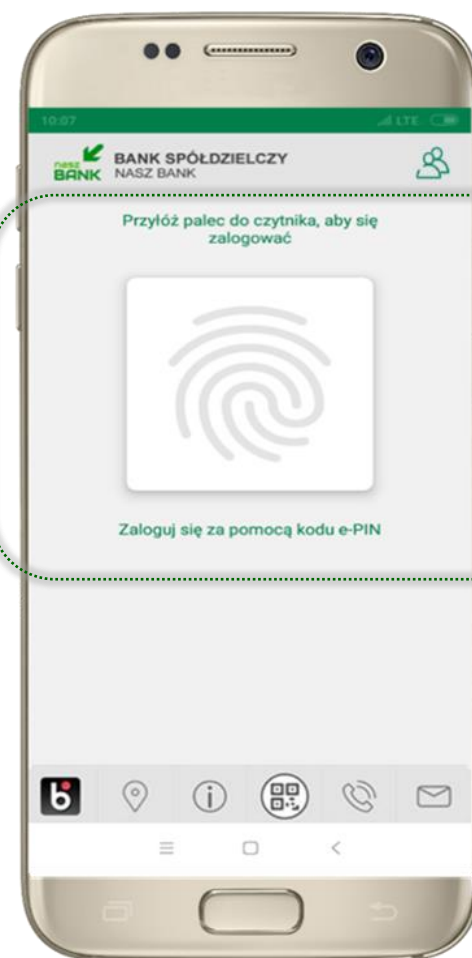 10:07
LTE
nasz
BANK
BANK SPÓŁDZIELCZY
NASZ BANK
Przyłóż palec do czytnika, aby się
zalogować
Zaloguj się za pomocą kodu e-PIN